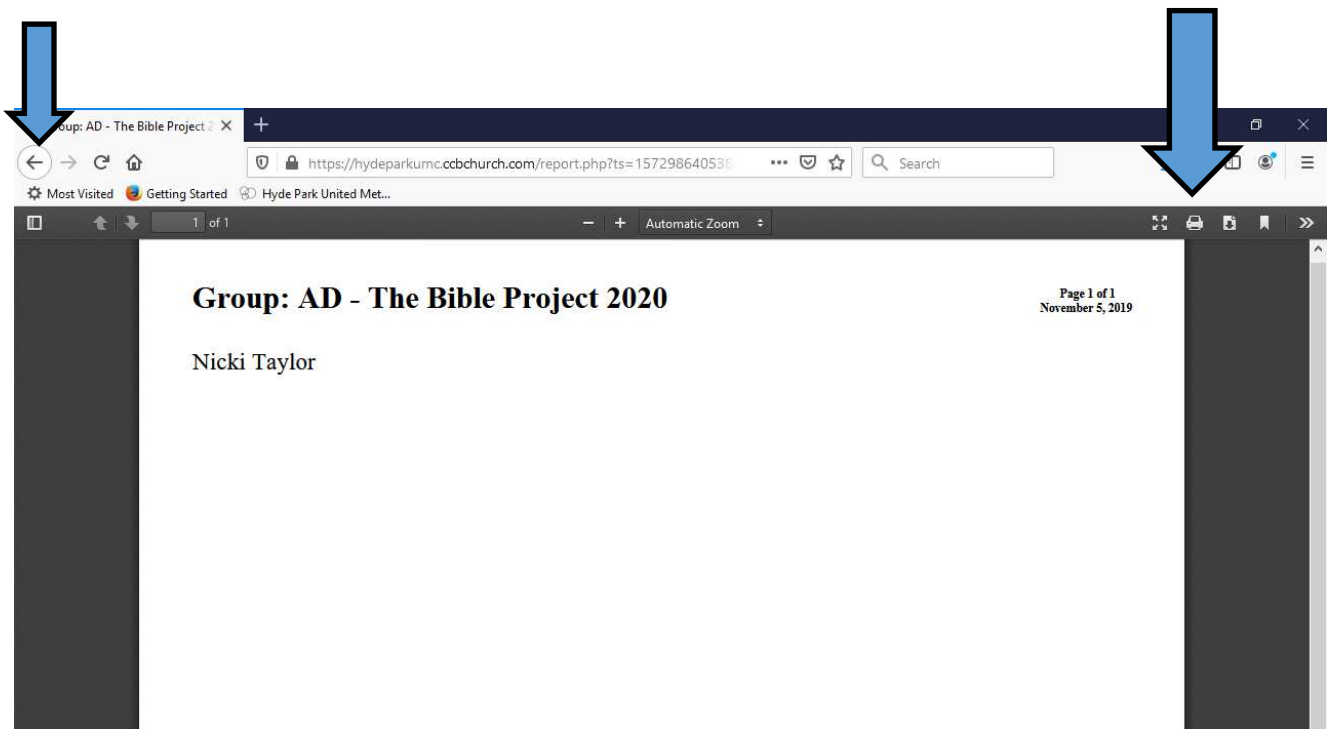 oup: AD - The Bible Project 2
https://hydeparkumc.ccbchurch.com/report.php?ts=157298640538
Search
Most Visited Getting Started Hyde Park United Met...
1 of 1 Automatic Zoom
Group: AD - The Bible Project 2020
Page 1 of 1
November 5, 2019
Nicki Taylor